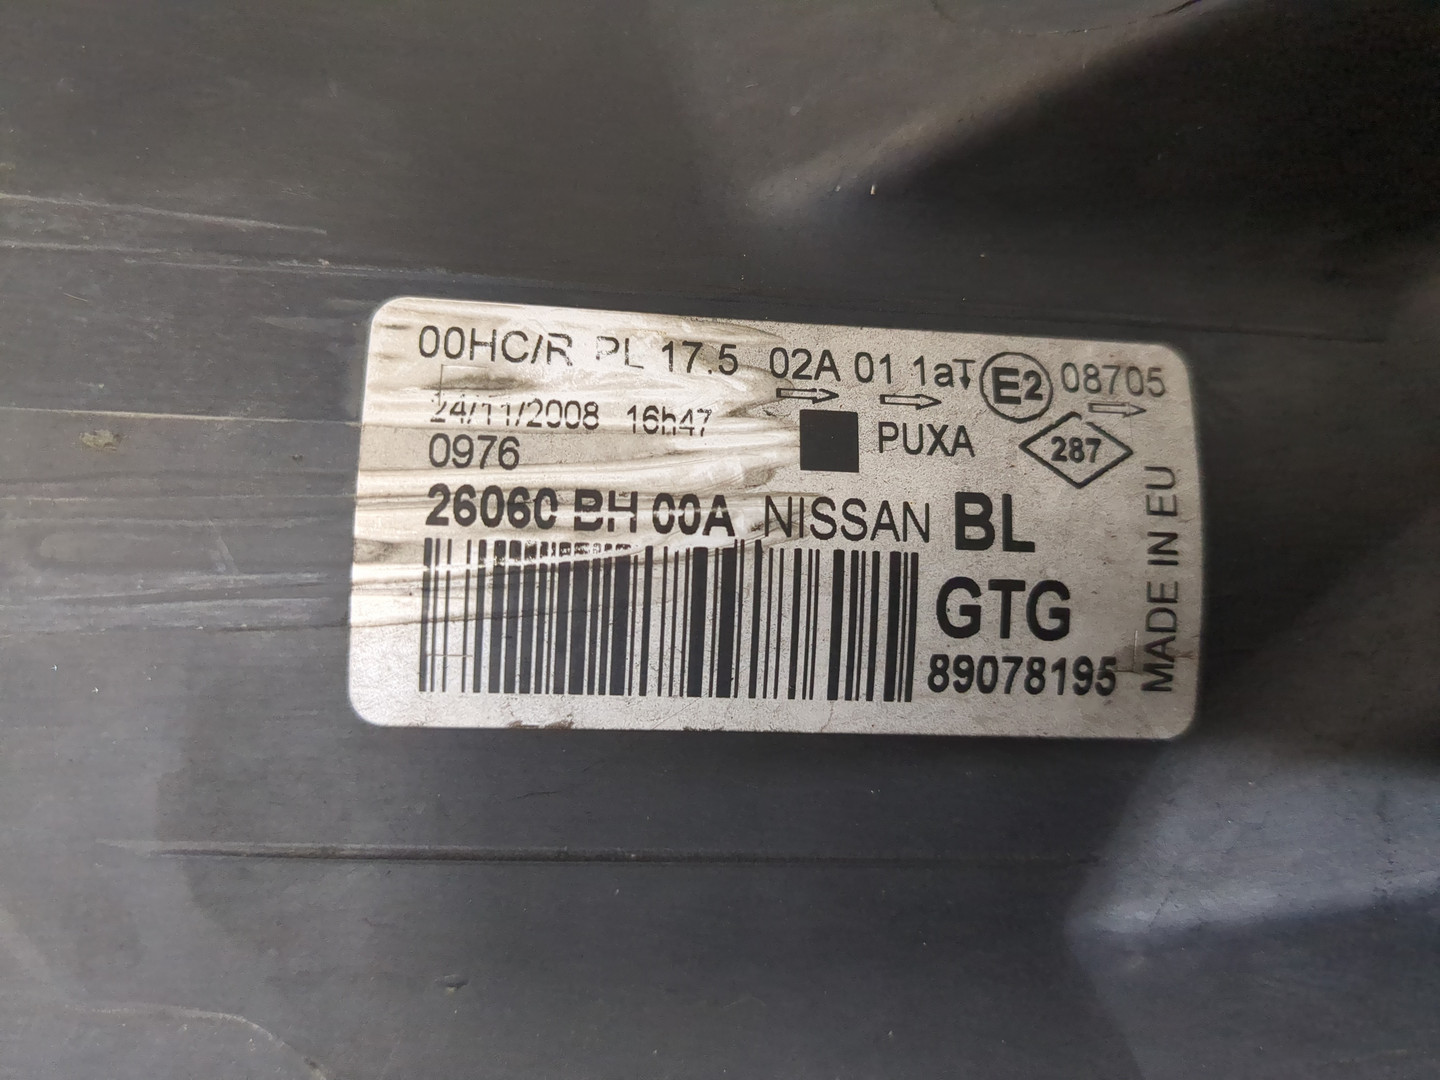 00HC/R PL 17.5 02A 01 1aT E2 08705
24/11/2008 16h47
PUXA 287
0976
26060 BH 00A NISSAN BL
GTG
89078195
MADE IN EU